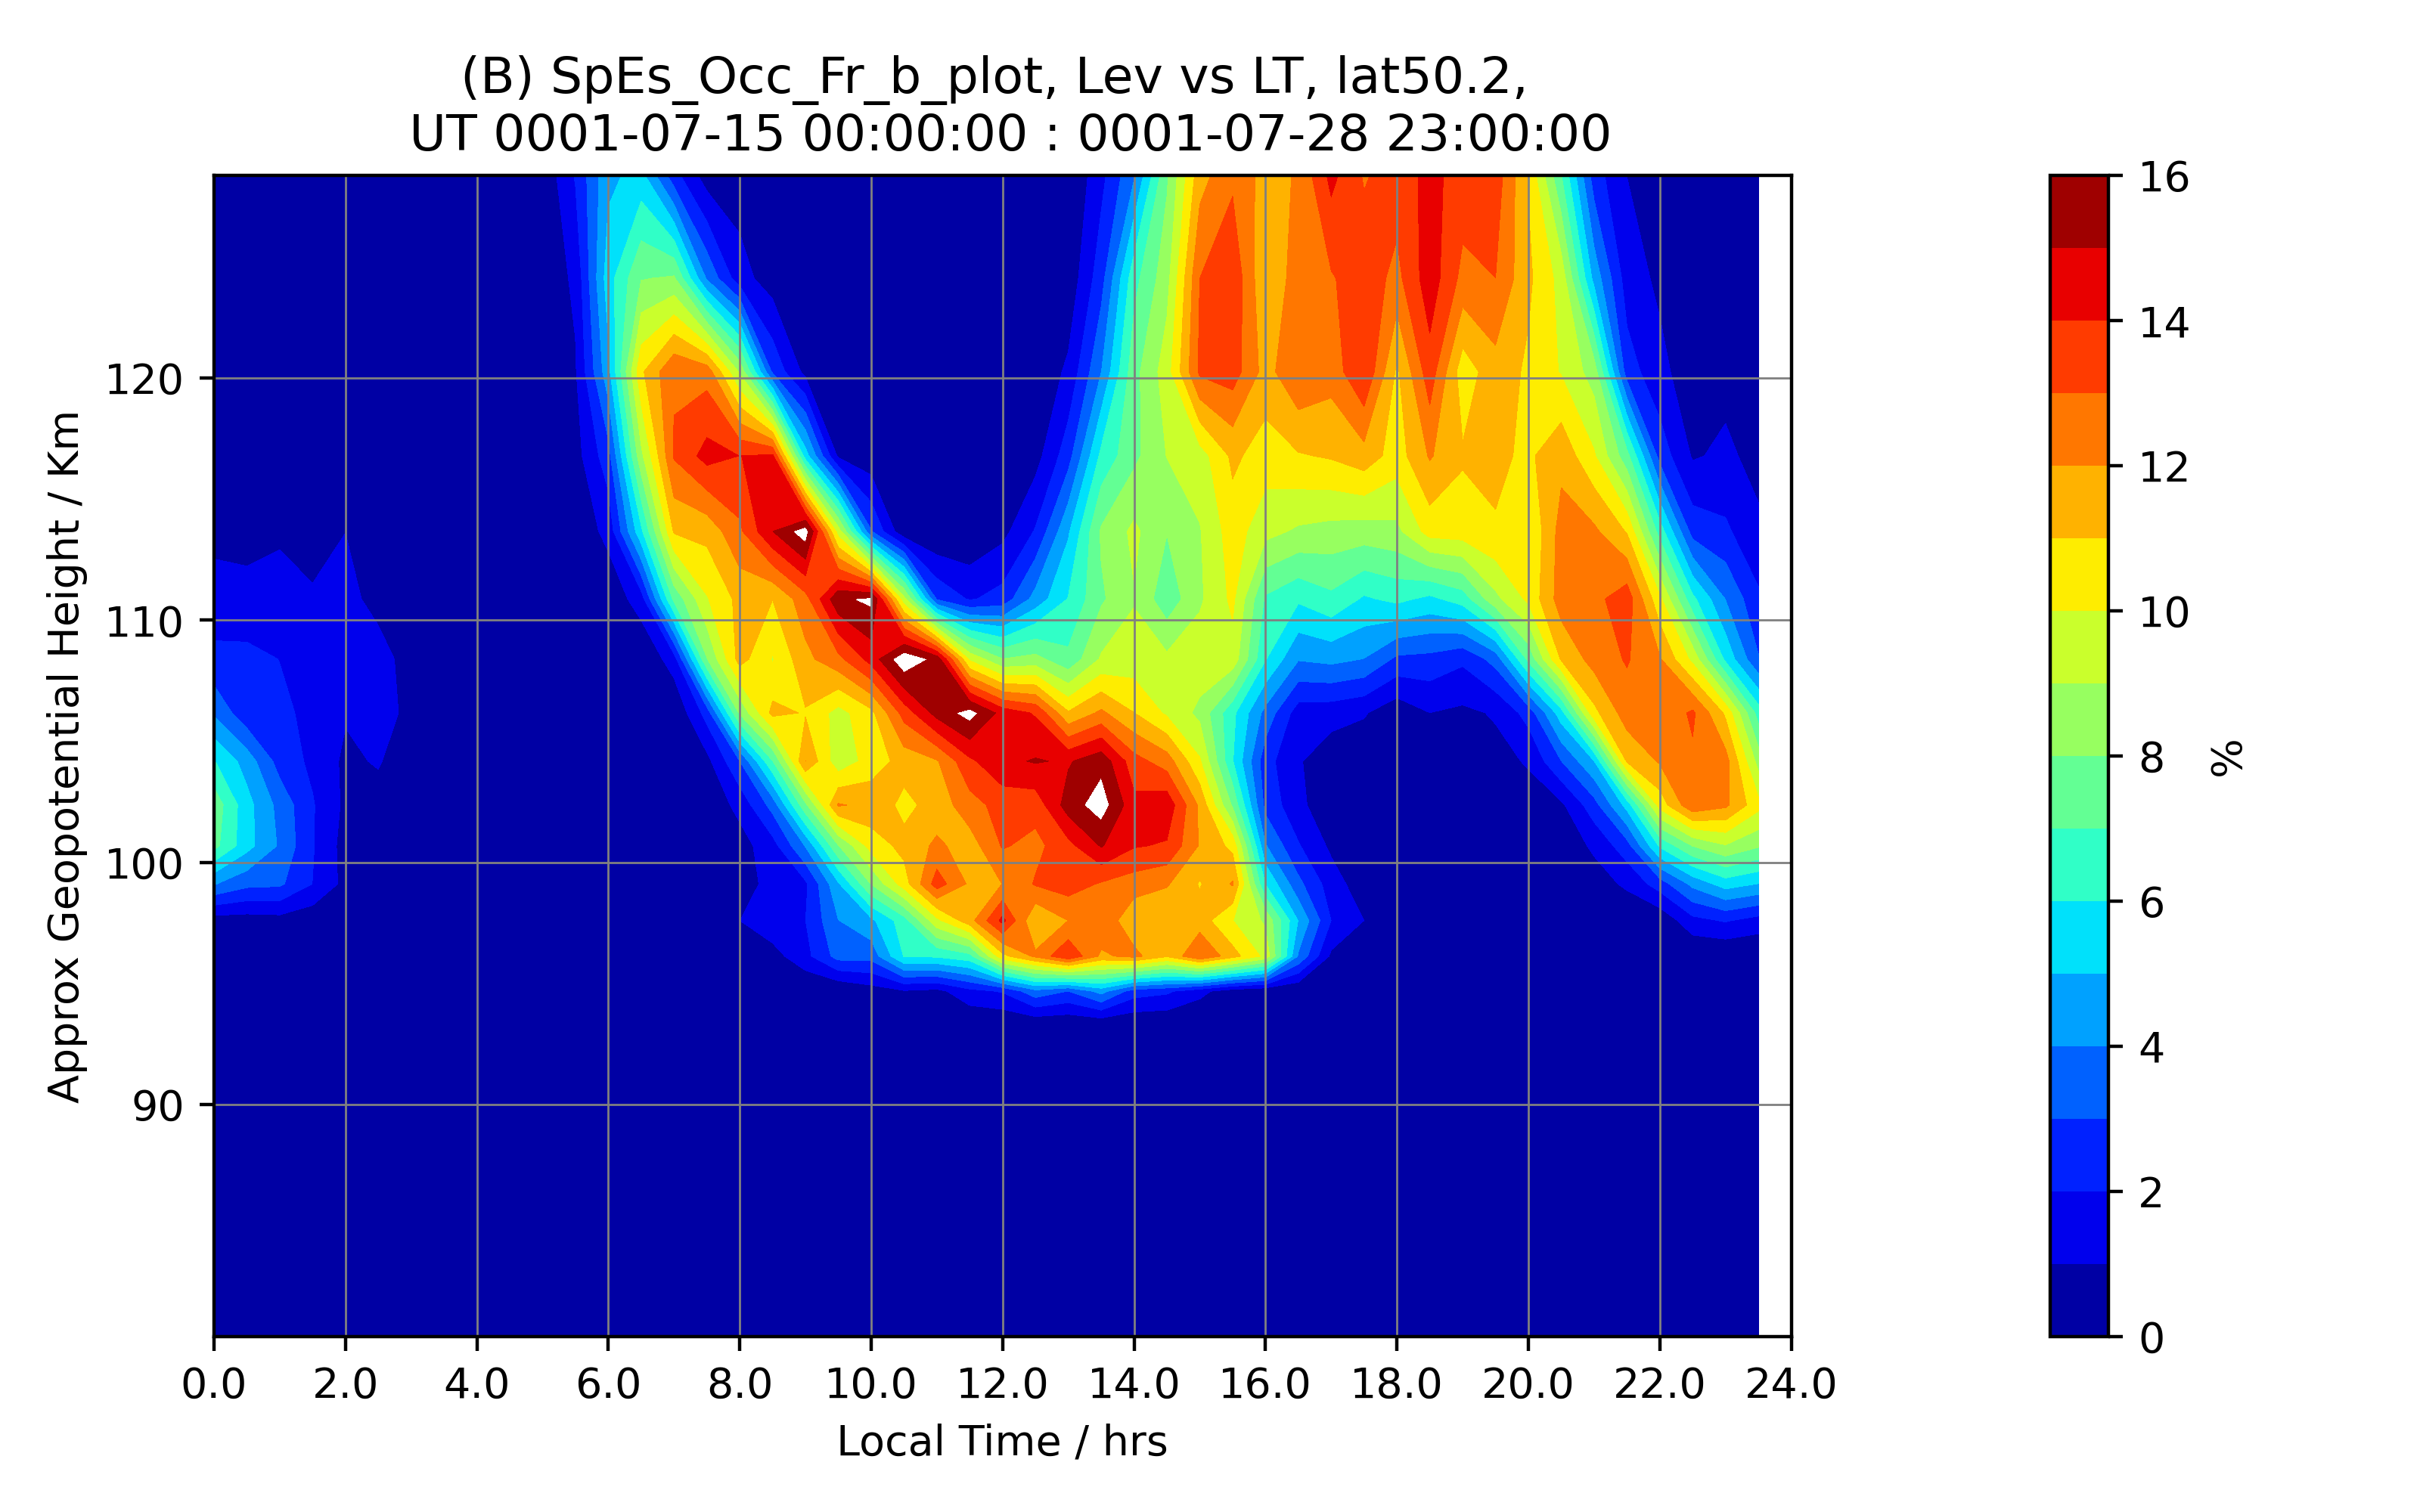 (B) SpEs_Occ_Fr_b_plot, Lev vs LT, lat50.2,
UT 0001-07-15 00:00:00 : 0001-07-28 23:00:00
Approx Geopotential Height / Km
120
110
100
90
0.0 2.0 4.0 6.0 8.0 10.0 12.0 14.0 16.0 18.0 20.0 22.0 24.0
Local Time / hrs
16
14
12
10
8
6
4
2
0
%